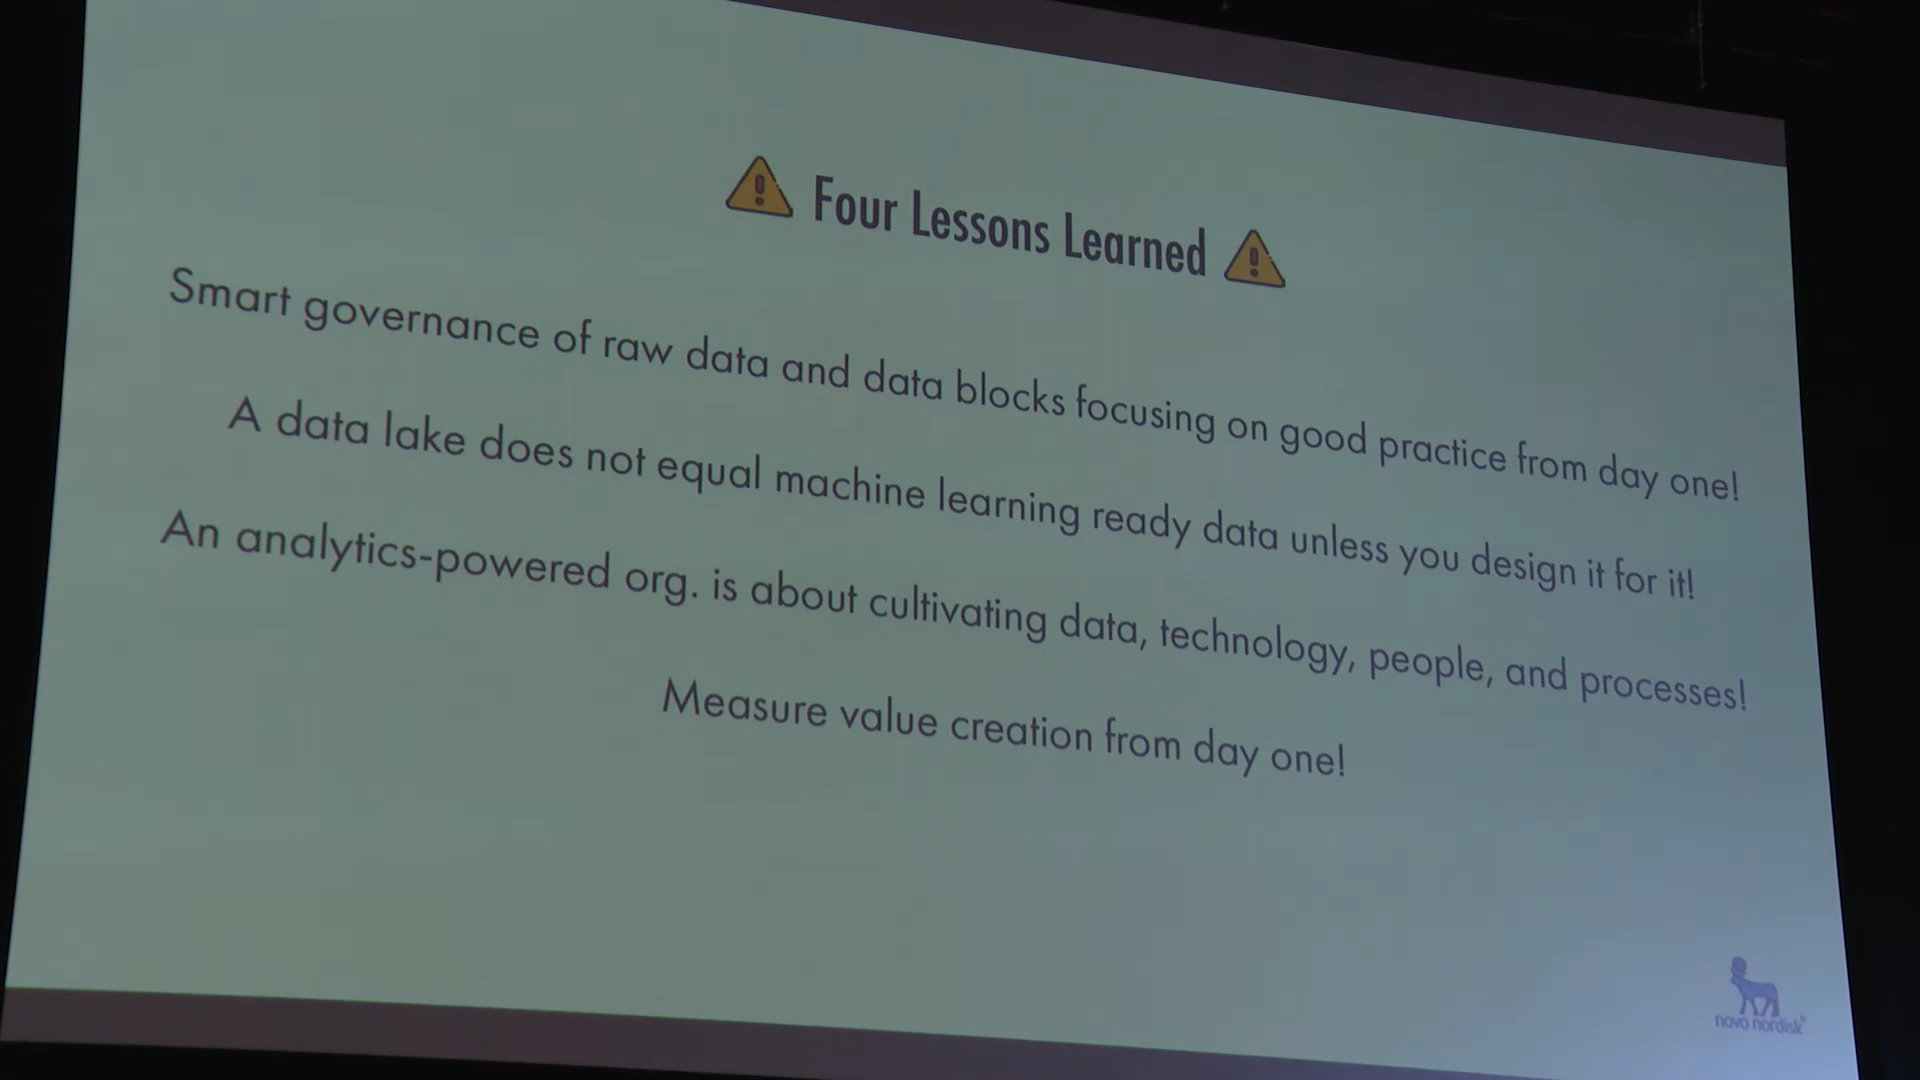 Four Lessons Learned
Smart governance of raw data and data blocks focusing on good practice from day one!
A data lake does not equal machine learning ready data unless you design it for it!
An analytics-powered org. is about cultivating data, technology, people, and processes!
Measure value creation from day one!
novo nordisk®